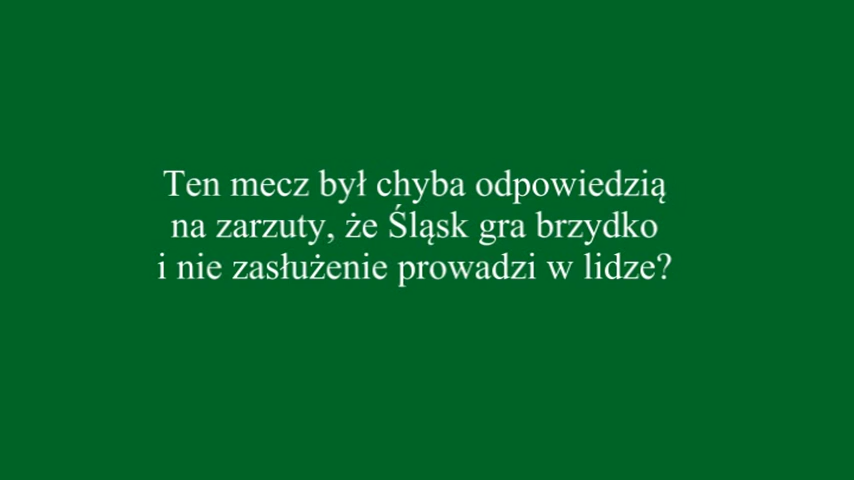 Ten mecz był chyba odpowiedzią
na zarzuty, że Śląsk gra brzydko
i nie zasłużenie prowadzi w lidze?